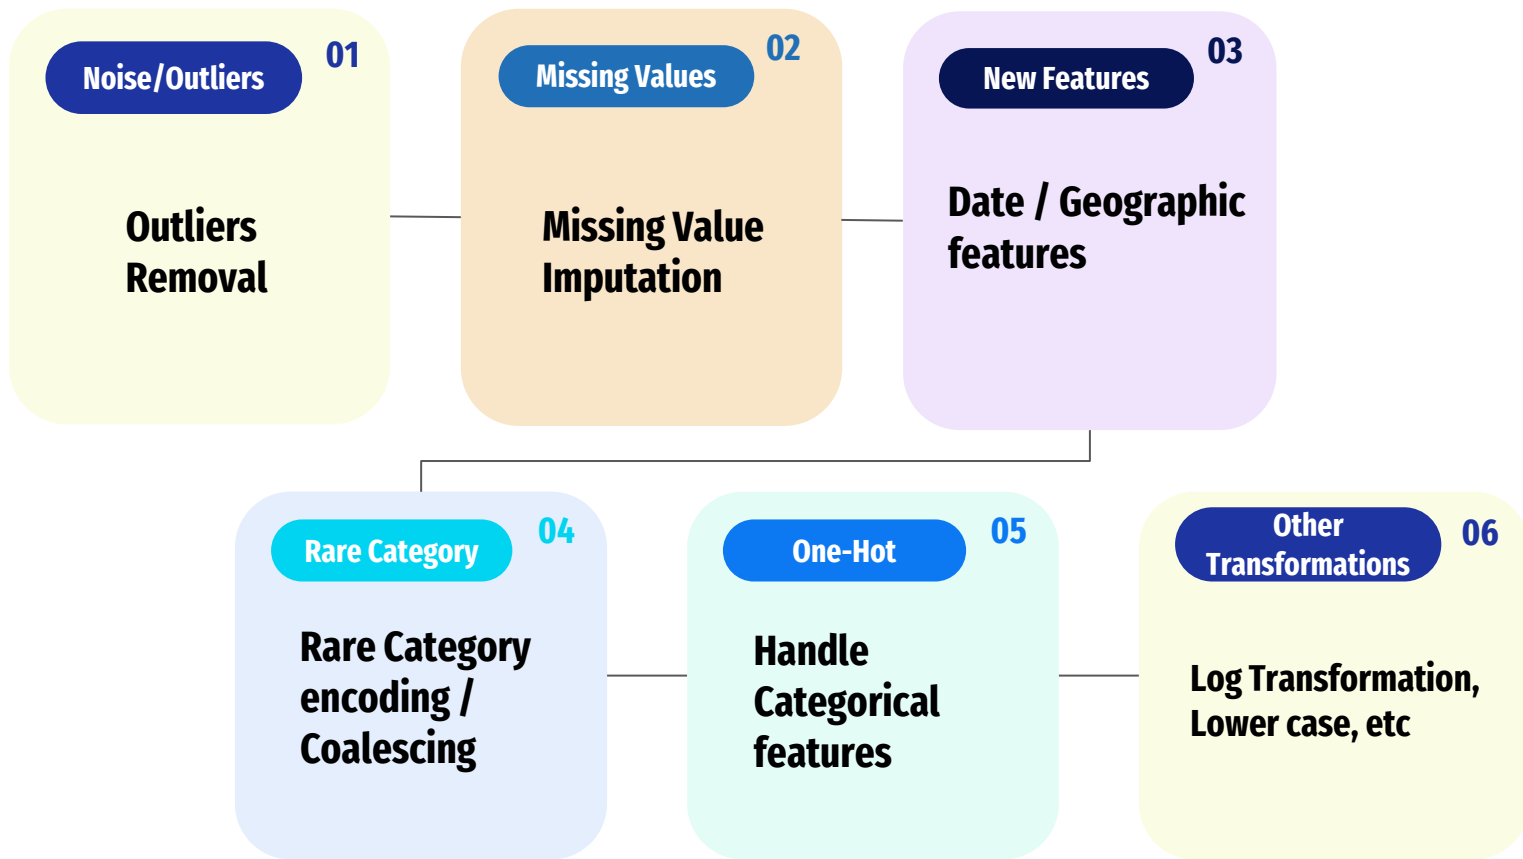 Noise/Outliers
01
Outliers
Removal
Missing Values
02
Missing Value
Imputation
New Features
03
Date / Geographic
features
Rare Category
04
Rare Category
encoding /
Coalescing
One-Hot
05
Handle
Categorical
features
Other
Transformations
06
Log Transformation,
Lower case, etc